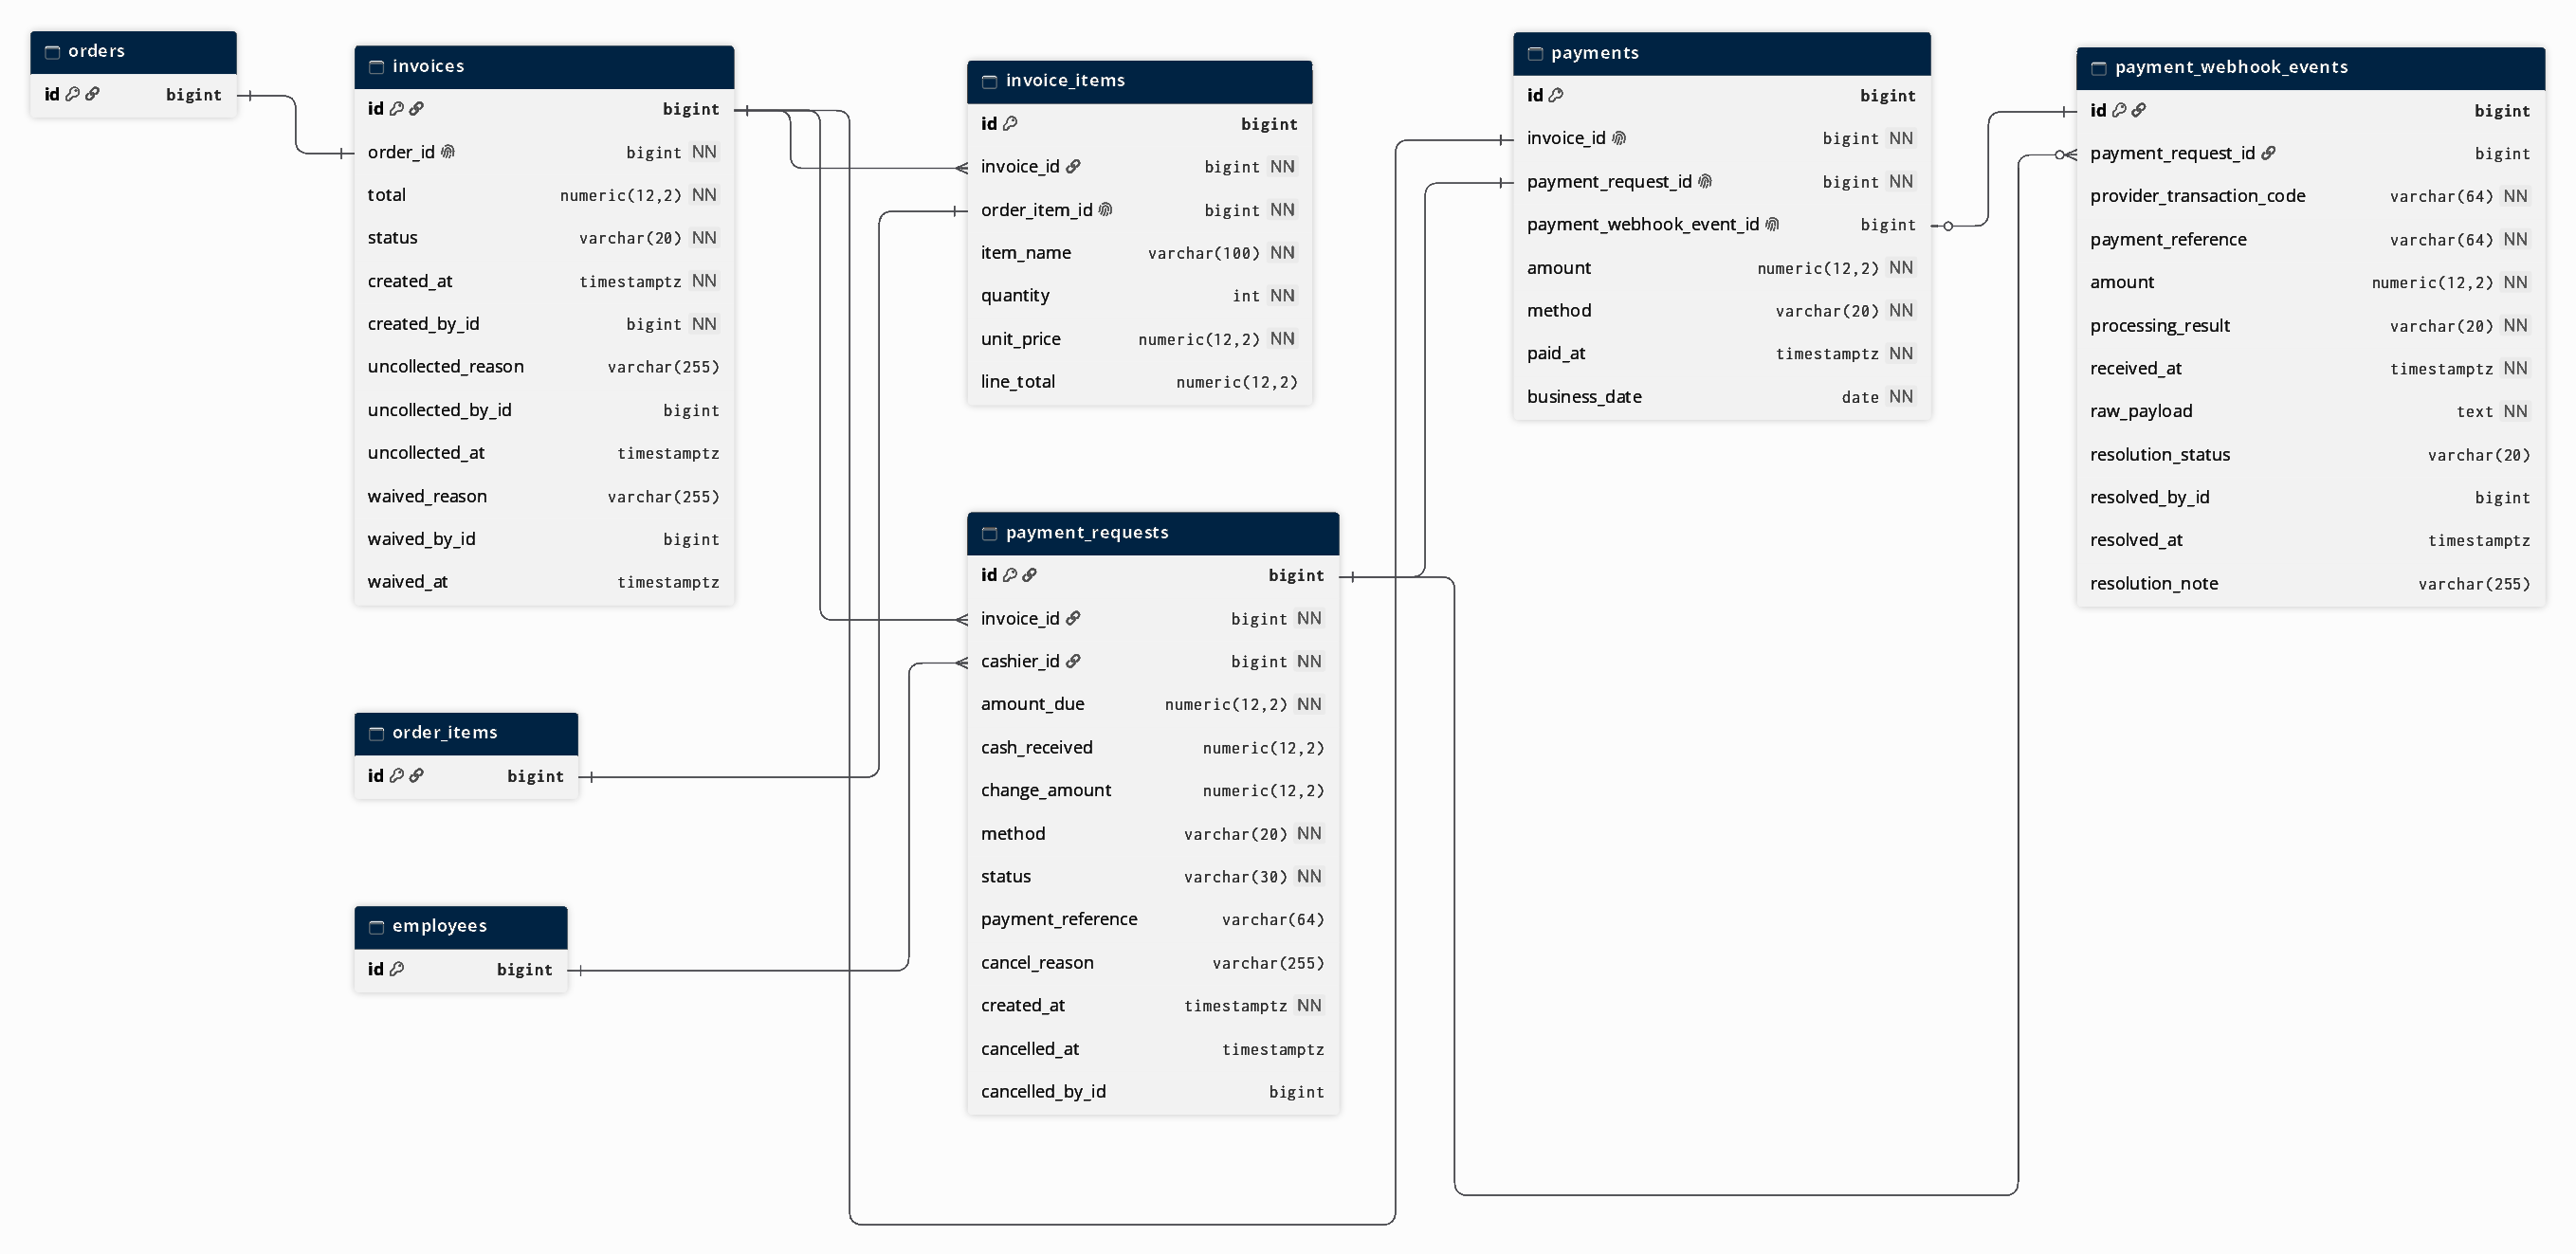 orders
id bigint
invoices
id bigint
order_id bigint NN
total numeric(12,2) NN
status varchar(20) NN
created_at timestamptz NN
created_by_id bigint NN
uncollected_reason varchar(255)
uncollected_by_id bigint
uncollected_at timestamptz
waived_reason varchar(255)
waived_by_id bigint
waived_at timestamptz
order_items
id bigint
employees
id bigint
invoice_items
id bigint
invoice_id bigint NN
order_item_id bigint NN
item_name varchar(100) NN
quantity int NN
unit_price numeric(12,2) NN
line_total numeric(12,2)
payment_requests
id bigint
invoice_id bigint NN
cashier_id bigint NN
amount_due numeric(12,2) NN
cash_received numeric(12,2)
change_amount numeric(12,2)
method varchar(20) NN
status varchar(30) NN
payment_reference varchar(64)
cancel_reason varchar(255)
created_at timestamptz NN
cancelled_at timestamptz
cancelled_by_id bigint
payments
id bigint
invoice_id bigint NN
payment_request_id bigint NN
payment_webhook_event_id bigint
amount numeric(12,2) NN
method varchar(20) NN
paid_at timestamptz NN
business_date date NN
payment_webhook_events
id bigint
payment_request_id bigint
provider_transaction_code varchar(64) NN
payment_reference varchar(64) NN
amount numeric(12,2) NN
processing_result varchar(20) NN
received_at timestamptz NN
raw_payload text NN
resolution_status varchar(20)
resolved_by_id bigint
resolved_at timestamptz
resolution_note varchar(255)